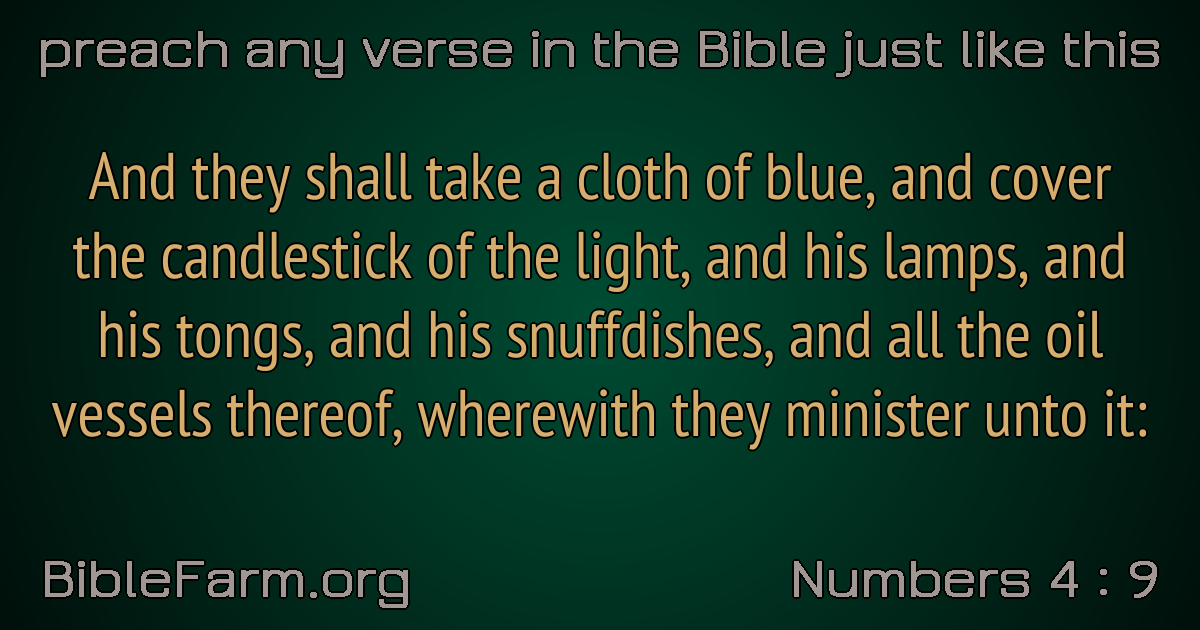 preach any verse in the Bible just like this
And they shall take a cloth of blue, and cover
the candlestick of the light, and his lamps, and
his tongs, and his snuffdishes, and all the oil
vessels thereof, wherewith they minister unto it:
BibleFarm.org
Numbers 4 : 9